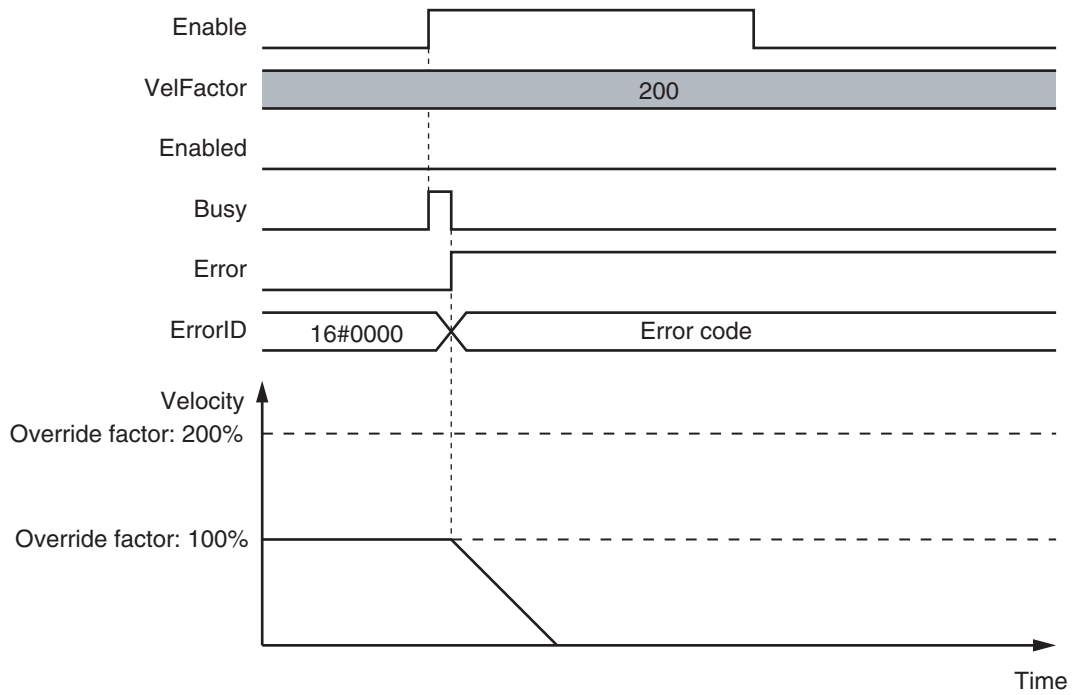 Enable
VelFactor
200
Enabled
Busy
Error
ErrorID
16#0000
Error code
Velocity
Override factor: 200%
Override factor: 100%
Time